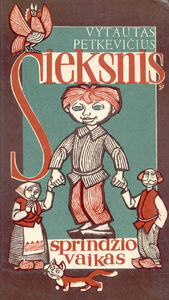 VYTAUTAS
PETKEVIČIUS
Sieksnis,
sprindžio
vaikas